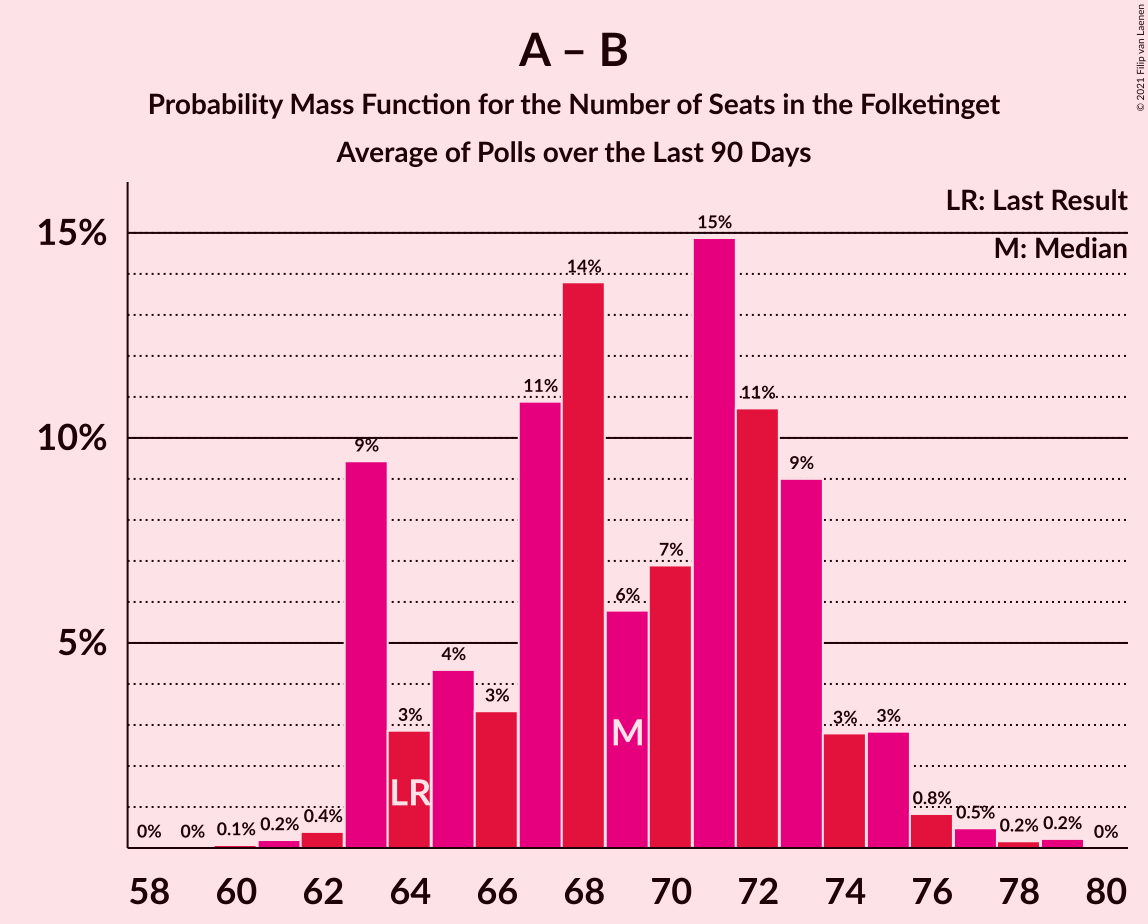 A – B
Probability Mass Function for the Number of Seats in the Folketinget
Average of Polls over the Last 90 Days
© 2021 Filip van Laenen
LR: Last Result
M: Median
15%
10%
5%
0%
0%
0.1%
0.2%
0.4%
9%
3%
4%
3%
11%
14%
6%
7%
15%
11%
9%
3%
3%
0.8%
0.5%
0.2%
0.2%
0%
LR
M
58 60 62 64 66 68 70 72 74 76 78 80